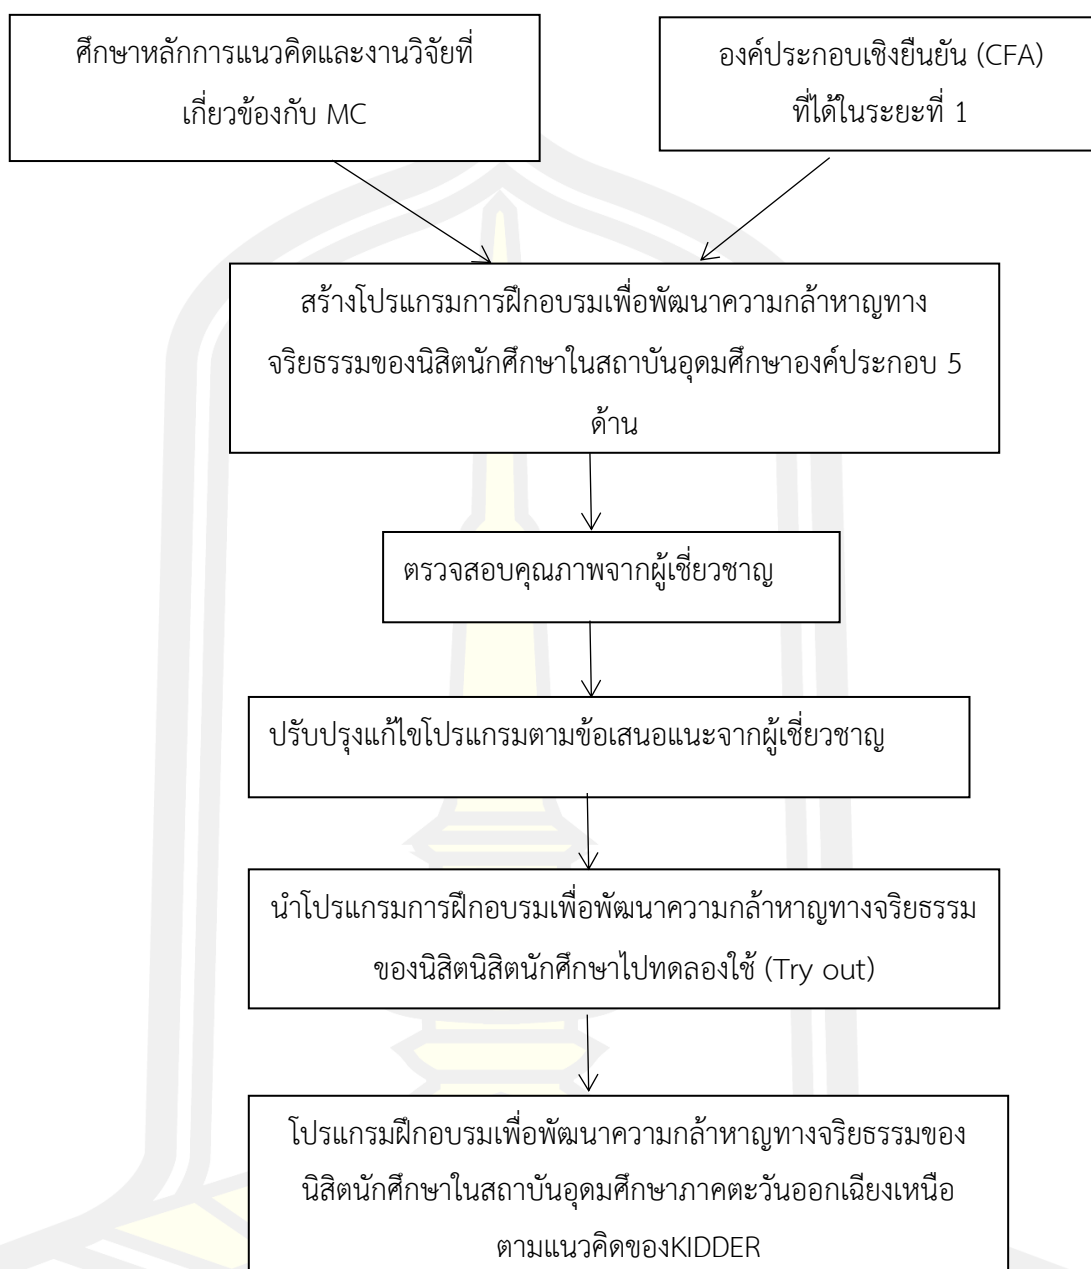 ศึกษาหลักการแนวคิดและงานวิจัยที่
เกี่ยวข้องกับ MC
องค์ประกอบเชิงยืนยัน (CFA)
ที่ได้ในระยะที่ 1
สร้างโปรแกรมการฝึกอบรมเพื่อพัฒนาความกล้าหาญทาง
จริยธรรมของนิสิตนักศึกษาในสถาบันอุดมศึกษาองค์ประกอบ 5
ด้าน
ตรวจสอบคุณภาพจากผู้เชี่ยวชาญ
ปรับปรุงแก้ไขโปรแกรมตามข้อเสนอแนะจากผู้เชี่ยวชาญ
นำโปรแกรมการฝึกอบรมเพื่อพัฒนาความกล้าหาญทางจริยธรรม
ของนิสิตนิสิตนักศึกษาไปทดลองใช้ (Try out)
โปรแกรมฝึกอบรมเพื่อพัฒนาความกล้าหาญทางจริยธรรมของ
นิสิตนักศึกษาในสถาบันอุดมศึกษาภาคตะวันออกเฉียงเหนือ
ตามแนวคิดของKIDDER